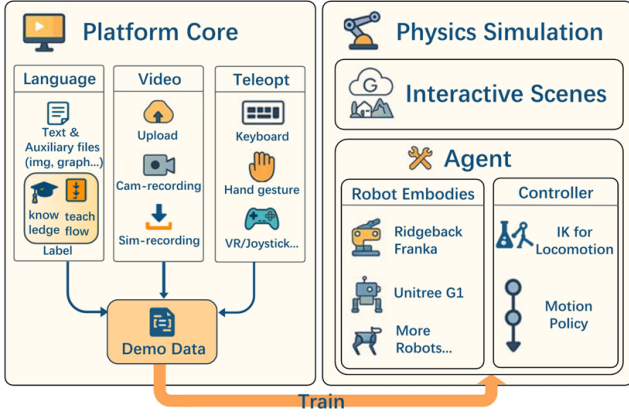 Platform Core
Language
Text &
Auxiliary files
(img, graph...)
know
ledge
teach
flow
Label
Video
Upload
Cam-recording
Sim-recording
Teleopt
Keyboard
Hand gesture
VR/Joystick...
Demo Data
Train
Physics Simulation
G
Interactive Scenes
Agent
Robot Embodies
Ridgeback
Franka
Unitree G1
More
Robots...
Controller
IK for
Locomotion
Motion
Policy